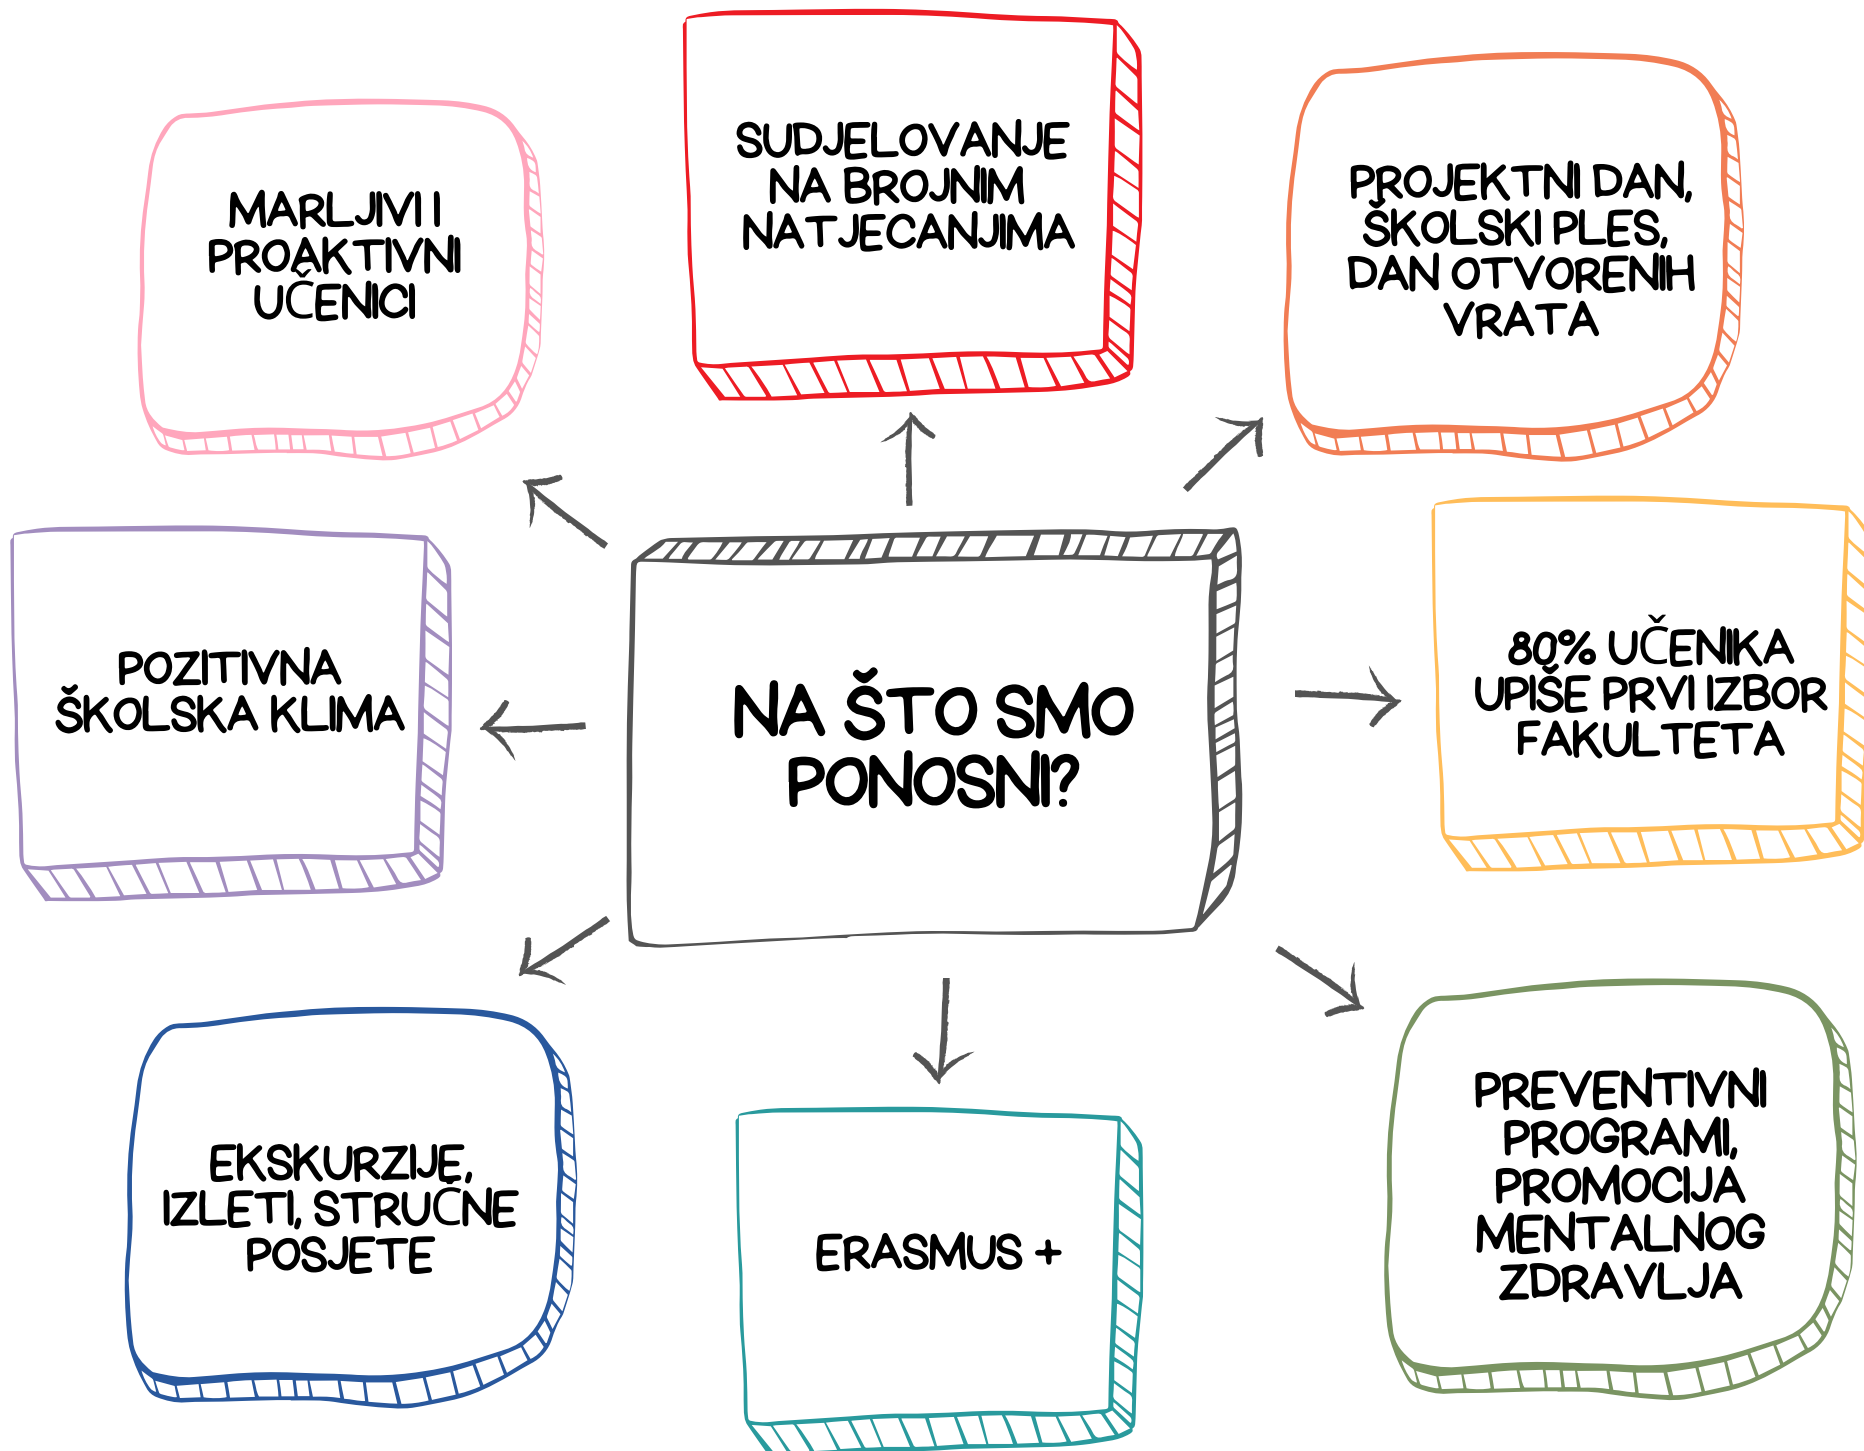 SUDJELOVANJE
NA BROJNIM
NATJECANJIMA
MARLJIVI I
PROAKTIVNI
UČENICI
PROJEKTNI DAN,
ŠKOLSKI PLES,
DAN OTVORENIH
VRATA
POZITIVNA
ŠKOLSKA KLIMA
NA ŠTO SMO
PONOSNI?
80% UČENIKA
UPIŠE PRVI IZBOR
FAKULTETA
EKSKURZIJE,
IZLETI, STRUČNE
POSJETE
ERASMUS +
PREVENTIVNI
PROGRAMI,
PROMOCIJA
MENTALNOG
ZDRAVLJA